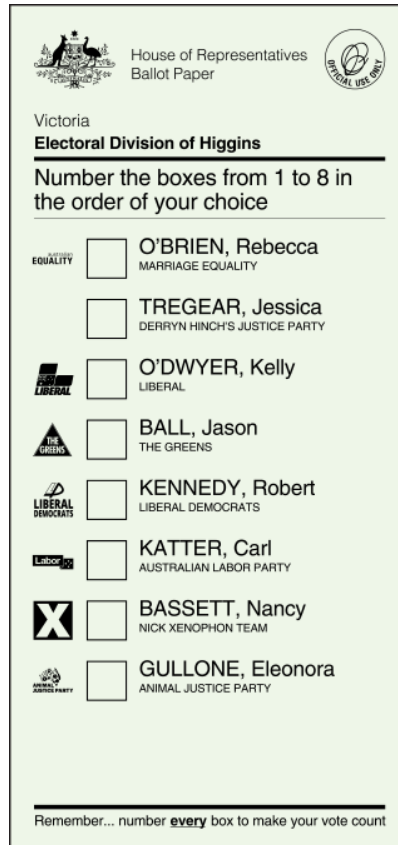 House of Representatives
Ballot Paper
OFFICIAL USE ONLY
Victoria
Electoral Division of Higgins
Number the boxes from 1 to 8 in
the order of your choice
AUSTRALIAN
EQUALITY
O'BRIEN, Rebecca
MARRIAGE EQUALITY
TREGEAR, Jessica
DERRYN HINCH'S JUSTICE PARTY
LIBERAL
O'DWYER, Kelly
LIBERAL
THE
GREENS
BALL, Jason
THE GREENS
LIBERAL
DEMOCRATS
KENNEDY, Robert
LIBERAL DEMOCRATS
Labor
KATTER, Carl
AUSTRALIAN LABOR PARTY
X
BASSETT, Nancy
NICK XENOPHON TEAM
ANIMAL
JUSTICE PARTY
GULLONE, Eleonora
ANIMAL JUSTICE PARTY
Remember... number every box to make your vote count